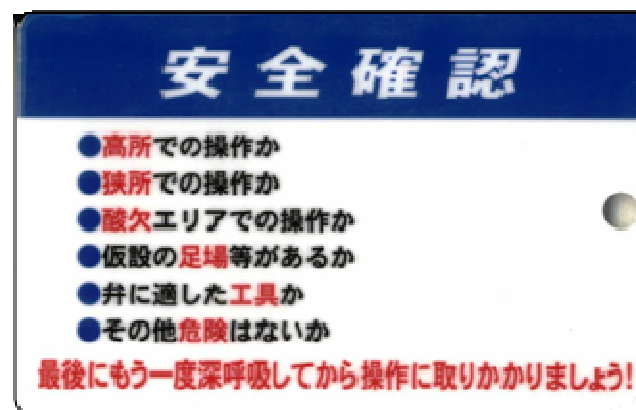 安全確認
●高所での操作か
●狭所での操作か
●酸欠エリアでの操作か
●仮設の足場等があるか
●弁に適した工具か
●その他危険はないか
最後にもう一度深呼吸してから操作に取りかかりましょう!